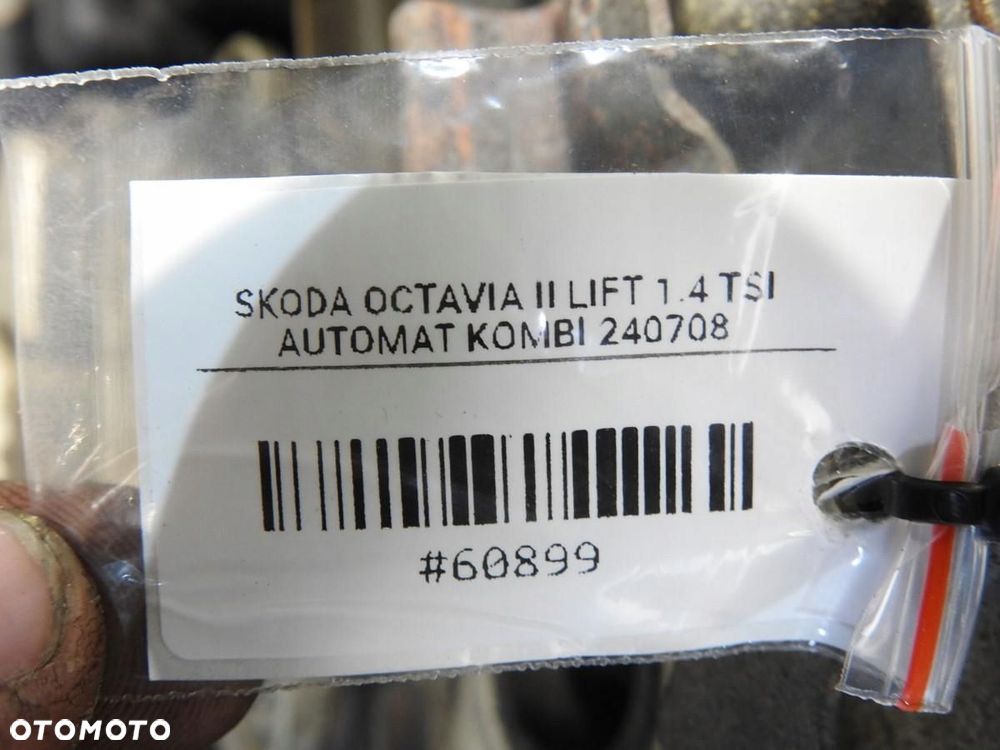 SKODA OCTAVIA II LIFT 1.4 TSI
AUTOMAT KOMBI 240708
#60899
OTOMOTO